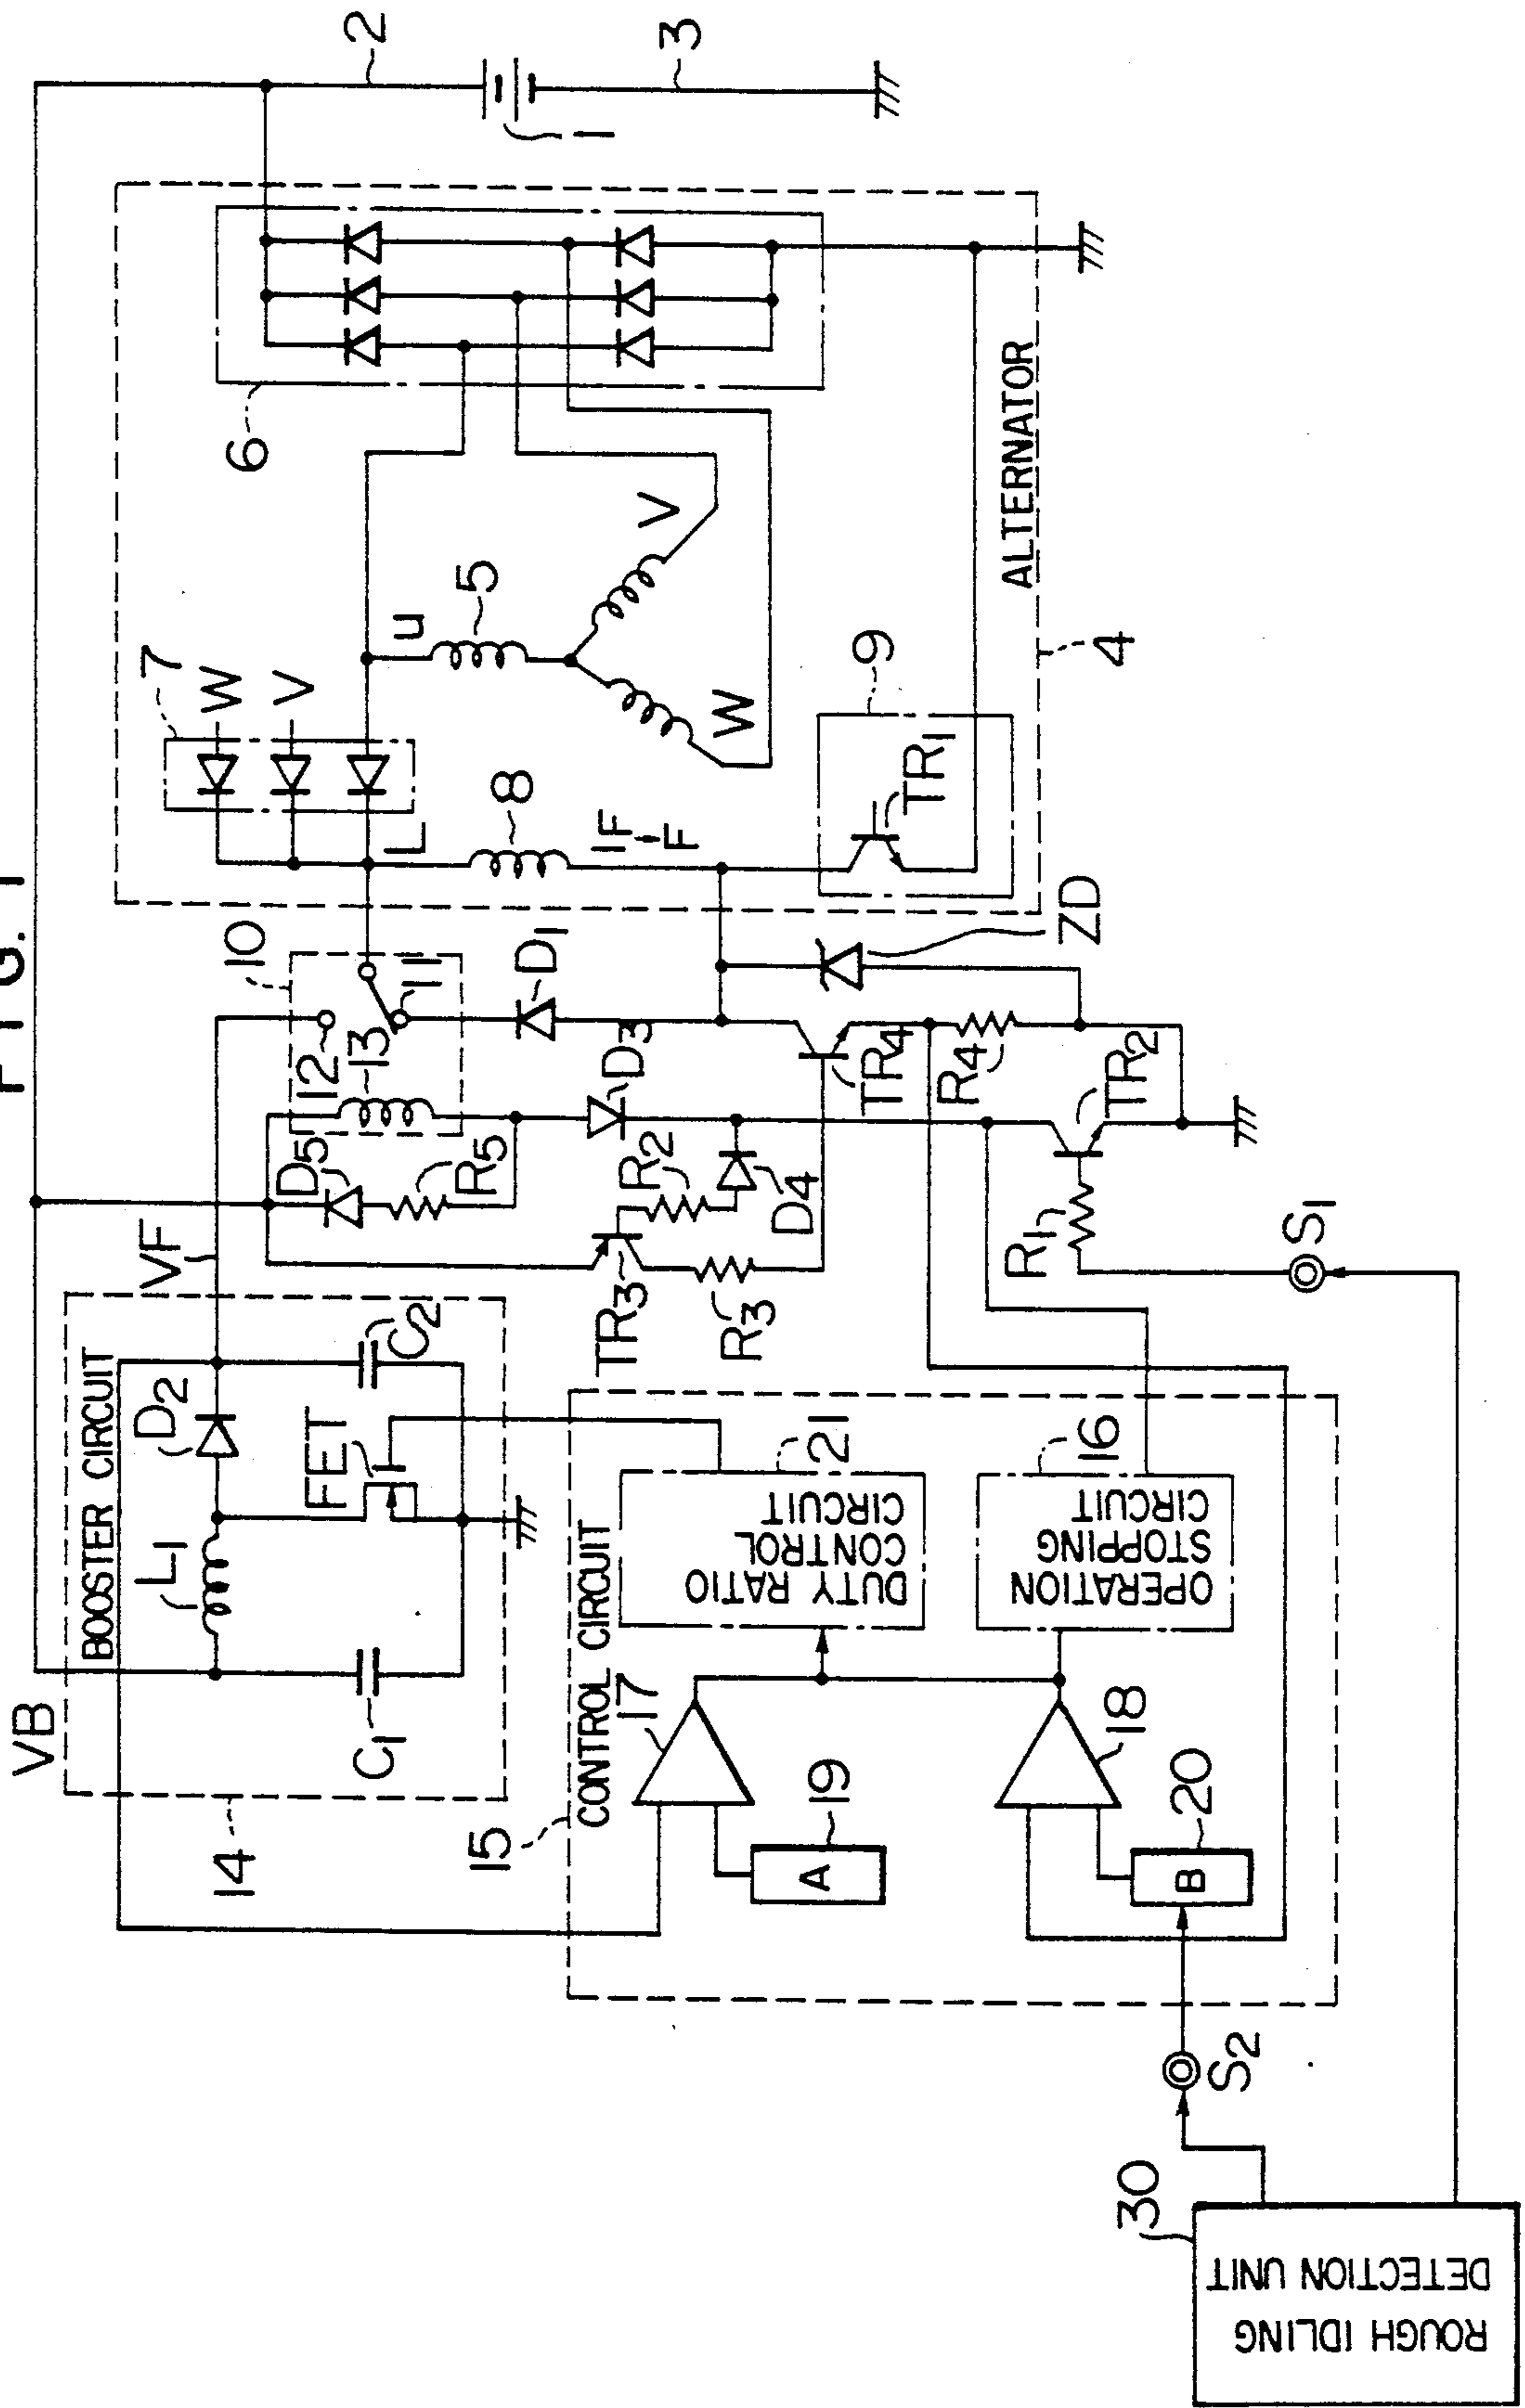 FIG. 1
VB
VF
BOOSTER CIRCUIT
14
L1
D2
C1
C2
FET
CONTROL CIRCUIT
15
17
18
19
20
A
B
DUTY RATIO
CONTROL
CIRCUIT
21
OPERATION
STOPPING
CIRCUIT
16
ROUGH IDLING
DETECTION UNIT
30
S2
S1
R1
TR2
TR3
R3
R2
D4
D5
R5
D3
10
12
13
11
D1
TR4
R4
ZD
ALTERNATOR
4
7
W
V
L
8
IF
F
9
TR1
u
5
V
W
6
2
1
3